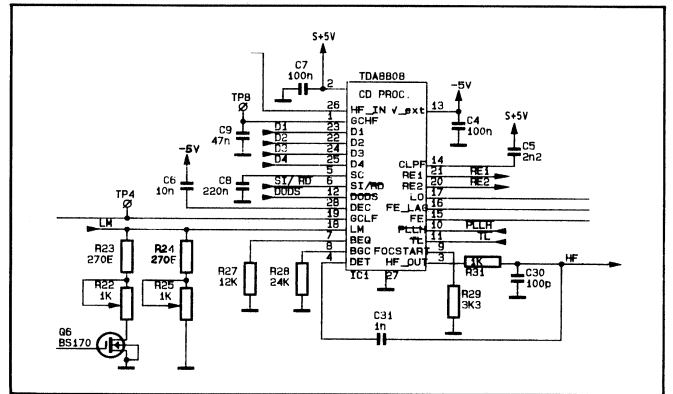 S+5V
C7
100n
2
TDA8808
CD PROC.
-5V
TP8
26 HF_IN V_ext 13
1 GCHF
C4
100n
S+5V
C9
47n
D1 23 D1
D2 22 D2
D3 24 D3
D4 25 D4
CLPF 14
C5
2n2
-5V
C6
10n
C8
220n
5 SC
SI/RD 6 SI/RD
DODS 12 DODS
28 DEC
RE1 21 RE1
RE2 20 RE2
LO 17
FE_LAG 16
TP4
19 GCLF
FE 15
LM 18 LM
PLLH 10 PLLH
7 BEQ
TL 11 TL
8 BGC FOCSTART 9
4 DET HF_OUT 3
1K
R31
HF
R23
270E
R24
270E
R27
12K
R28
24K
IC1 27
C30
100p
R22
1K
R25
1K
R29
3K3
C31
1n
Q6
BS170